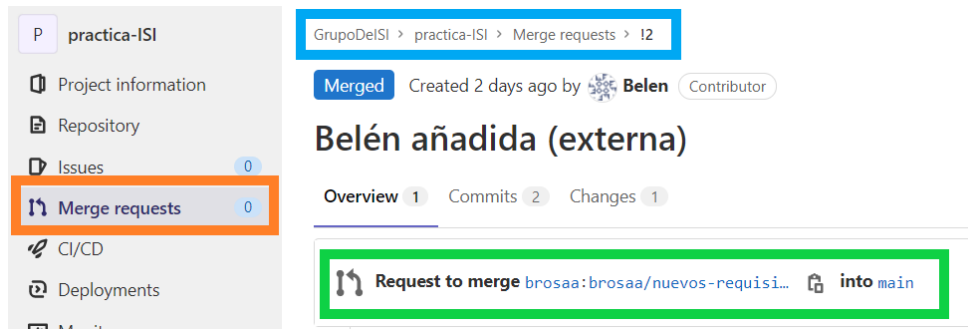 P practica-ISI
Project information
Repository
Issues 0
Merge requests 0
CI/CD
Deployments
GrupoDeISI > practica-ISI > Merge requests > !2
Merged Created 2 days ago by Belen Contributor
Belén añadida (externa)
Overview 1 Commits 2 Changes 1
Request to merge brosaa:brosaa/nuevos-requisi… into main